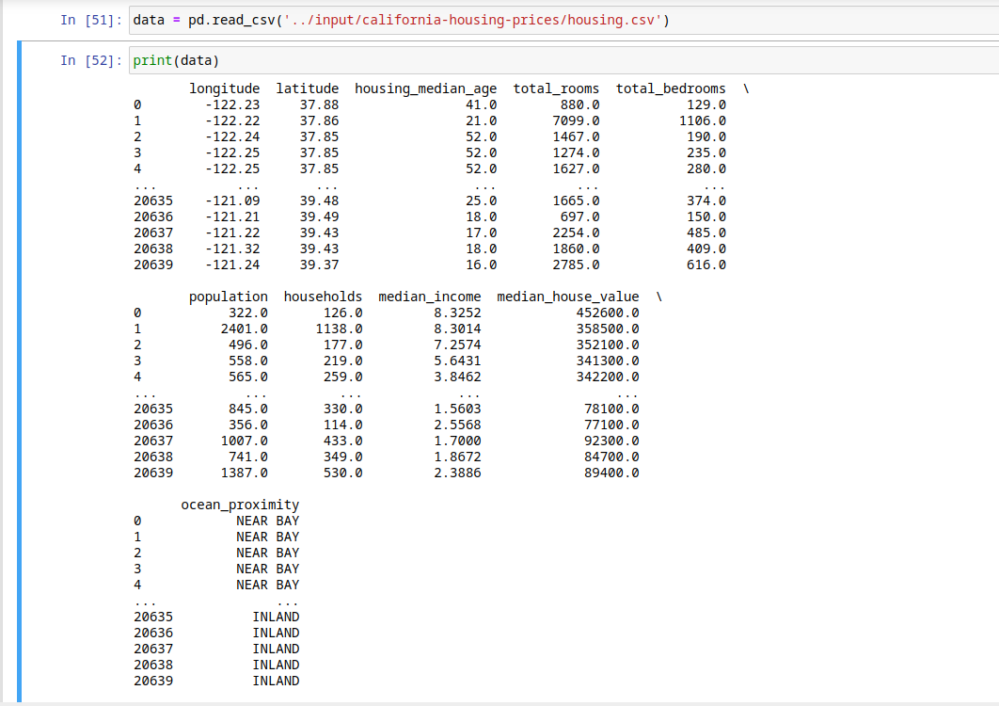 In [51]: data = pd.read_csv('../input/california-housing-prices/housing.csv')
In [52]: print(data)
longitude latitude housing_median_age total_rooms total_bedrooms \
0 -122.23 37.88 41.0 880.0 129.0
1 -122.22 37.86 21.0 7099.0 1106.0
2 -122.24 37.85 52.0 1467.0 190.0
3 -122.25 37.85 52.0 1274.0 235.0
4 -122.25 37.85 52.0 1627.0 280.0
... ... ... ... ... ...
20635 -121.09 39.48 25.0 1665.0 374.0
20636 -121.21 39.49 18.0 697.0 150.0
20637 -121.22 39.43 17.0 2254.0 485.0
20638 -121.32 39.43 18.0 1860.0 409.0
20639 -121.24 39.37 16.0 2785.0 616.0
population households median_income median_house_value \
0 322.0 126.0 8.3252 452600.0
1 2401.0 1138.0 8.3014 358500.0
2 496.0 177.0 7.2574 352100.0
3 558.0 219.0 5.6431 341300.0
4 565.0 259.0 3.8462 342200.0
... ... ... ... ...
20635 845.0 330.0 1.5603 78100.0
20636 356.0 114.0 2.5568 77100.0
20637 1007.0 433.0 1.7000 92300.0
20638 741.0 349.0 1.8672 84700.0
20639 1387.0 530.0 2.3886 89400.0
ocean_proximity
0 NEAR BAY
1 NEAR BAY
2 NEAR BAY
3 NEAR BAY
4 NEAR BAY
... ...
20635 INLAND
20636 INLAND
20637 INLAND
20638 INLAND
20639 INLAND